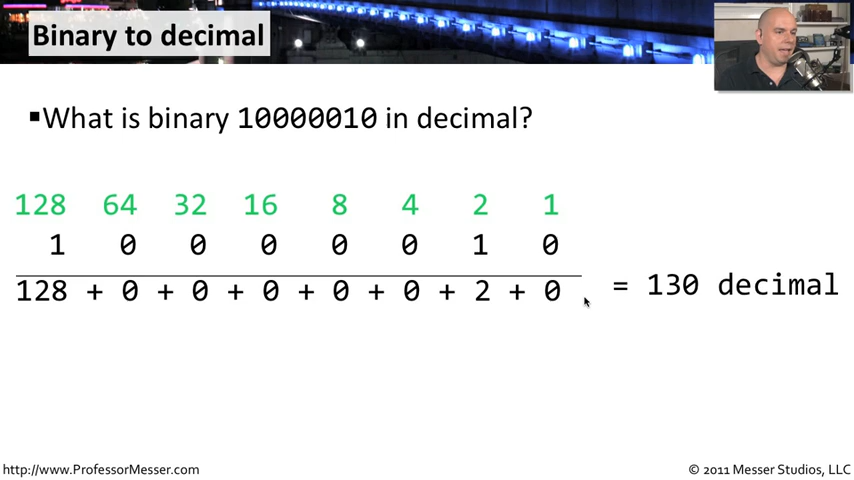 Binary to decimal
▪What is binary 10000010 in decimal?
128 64 32 16 8 4 2 1
1 0 0 0 0 0 1 0
128 + 0 + 0 + 0 + 0 + 0 + 2 + 0 = 130 decimal
http://www.ProfessorMesser.com © 2011 Messer Studios, LLC